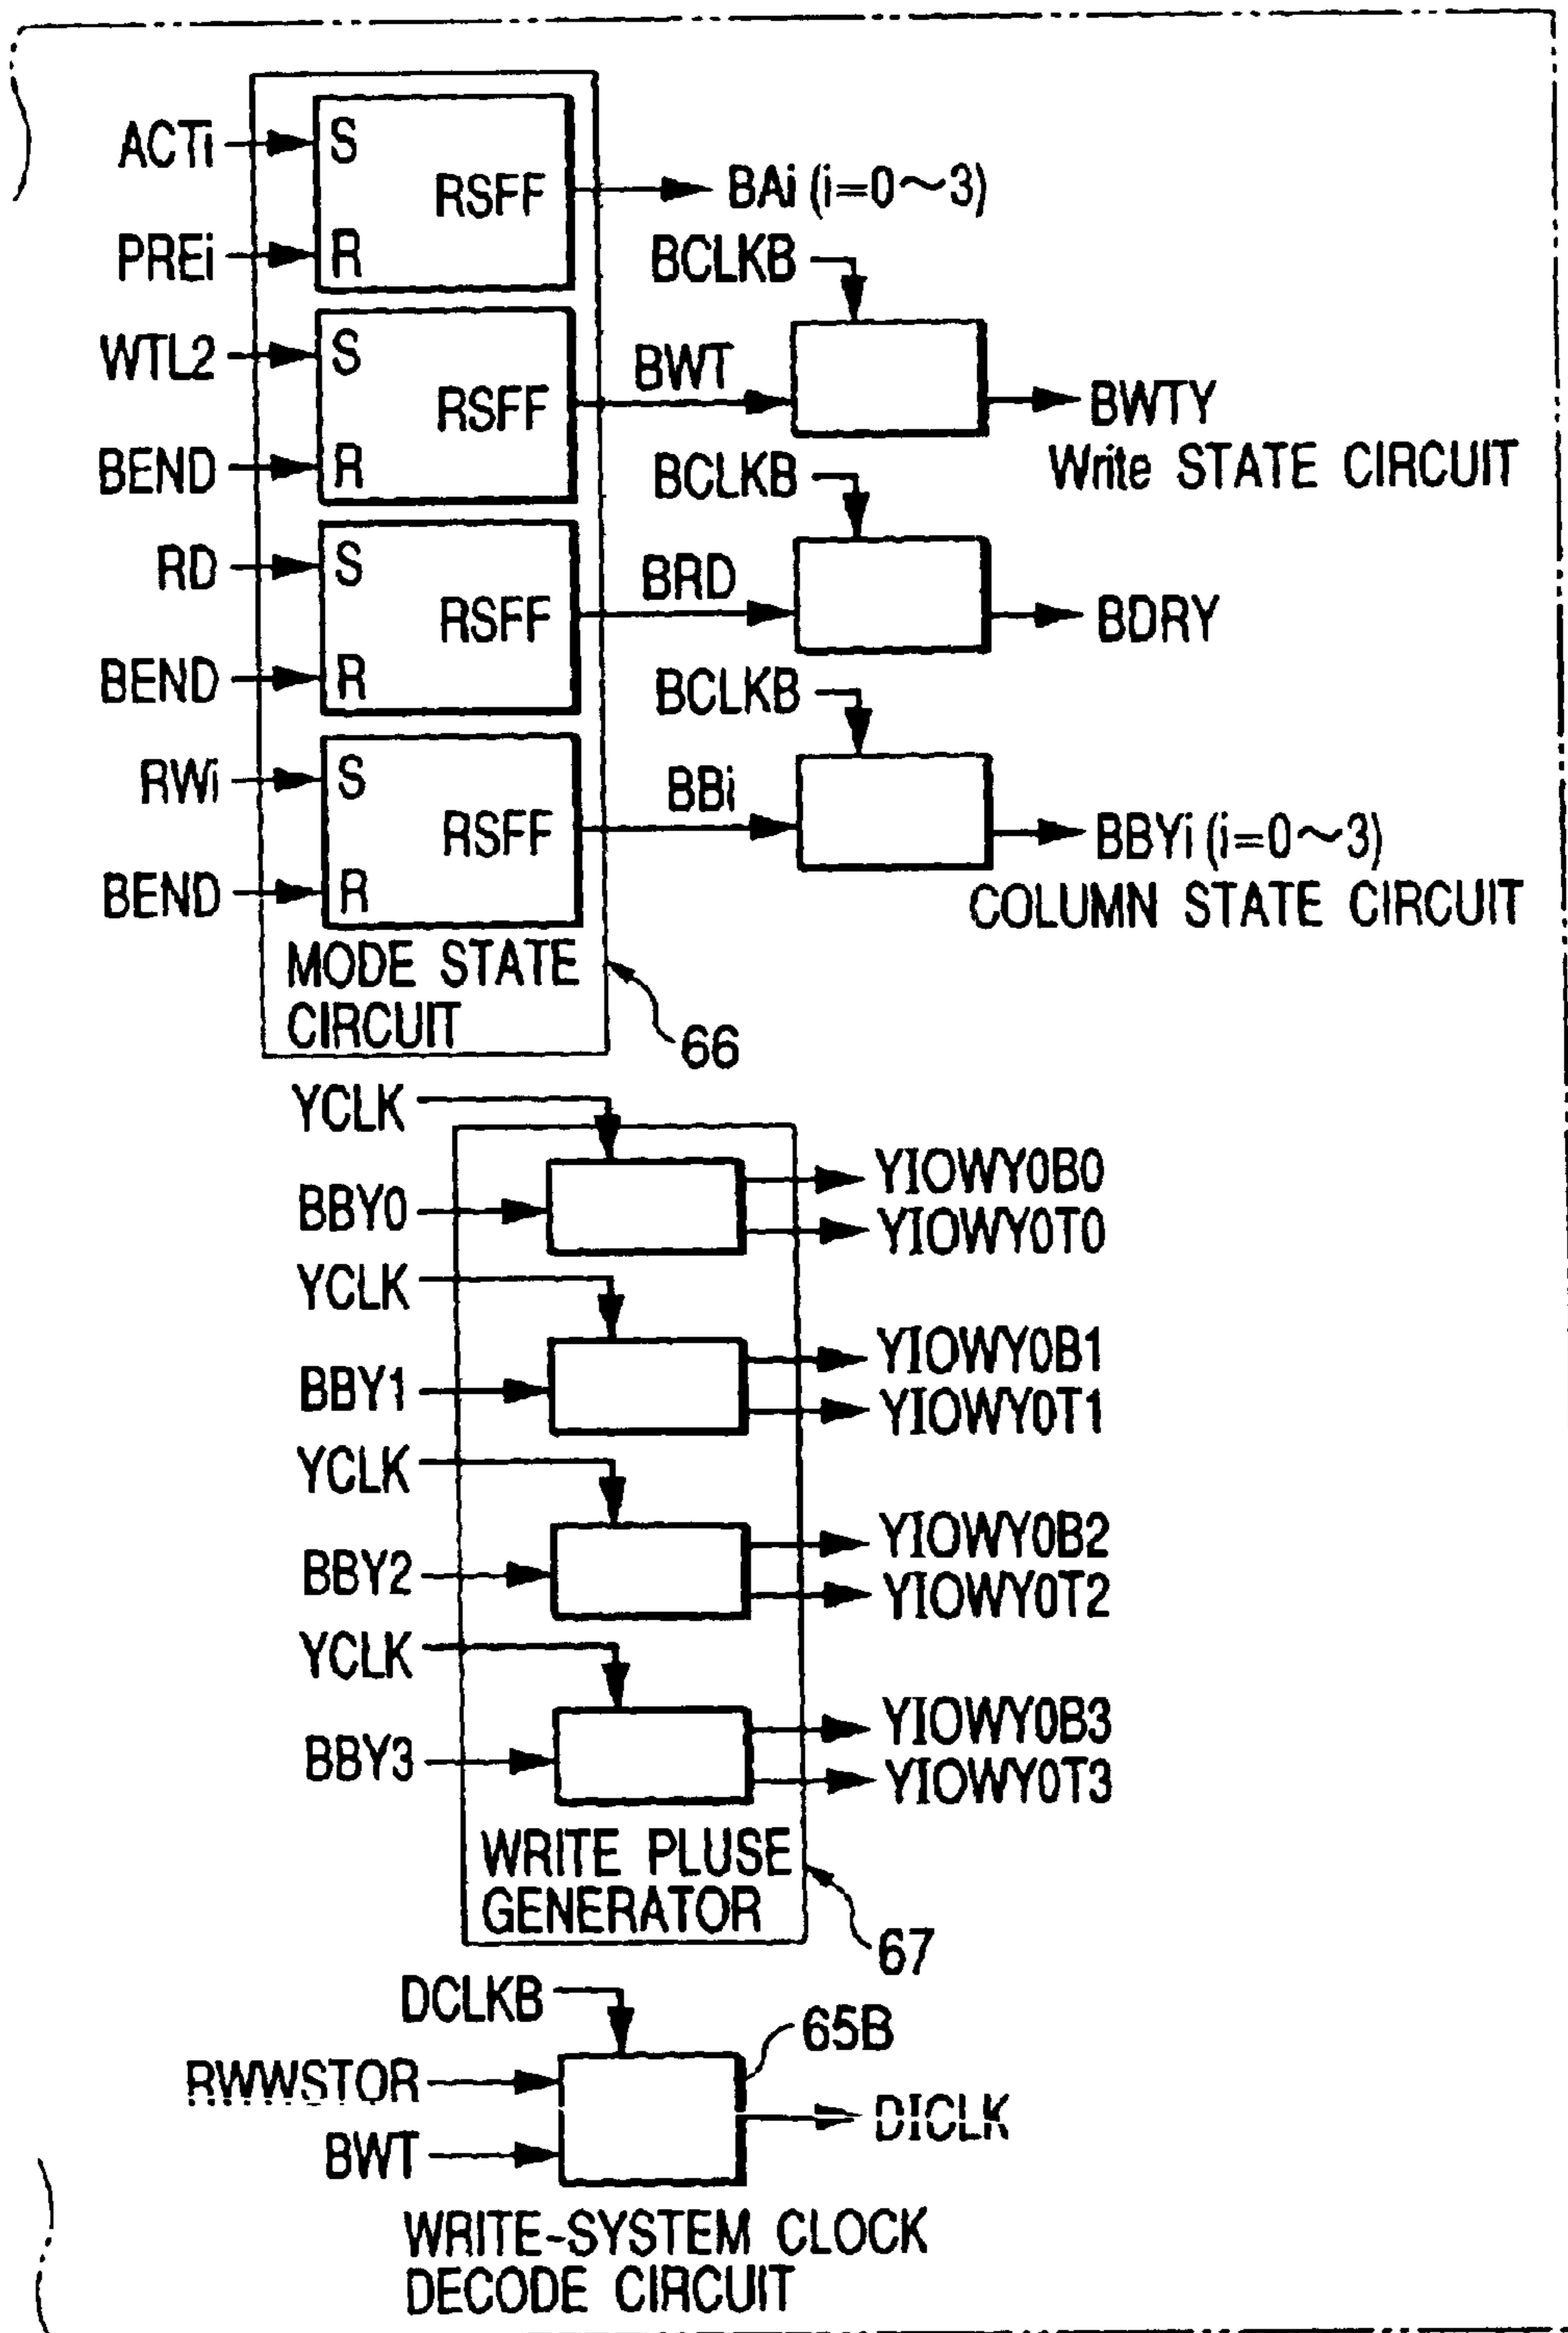 ACTi
S
RSFF
BAi (i=0～3)
PREi
R
BCLKB
WTL2
S
RSFF
BWT
BWTY
BEND
R
Write STATE CIRCUIT
BCLKB
RD
S
RSFF
BRD
BDRY
BEND
R
BCLKB
RWi
S
RSFF
BBi
BBYi (i=0～3)
BEND
R
COLUMN STATE CIRCUIT
MODE STATE
CIRCUIT
66
YCLK
YIOWY0B0
BBY0
YIOWY0T0
YCLK
YIOWY0B1
BBY1
YIOWY0T1
YCLK
YIOWY0B2
BBY2
YIOWY0T2
YCLK
YIOWY0B3
BBY3
YIOWY0T3
WRITE PLUSE
GENERATOR
67
DCLKB
65B
RWWSTOR
DICLK
BWT
WRITE-SYSTEM CLOCK
DECODE CIRCUIT